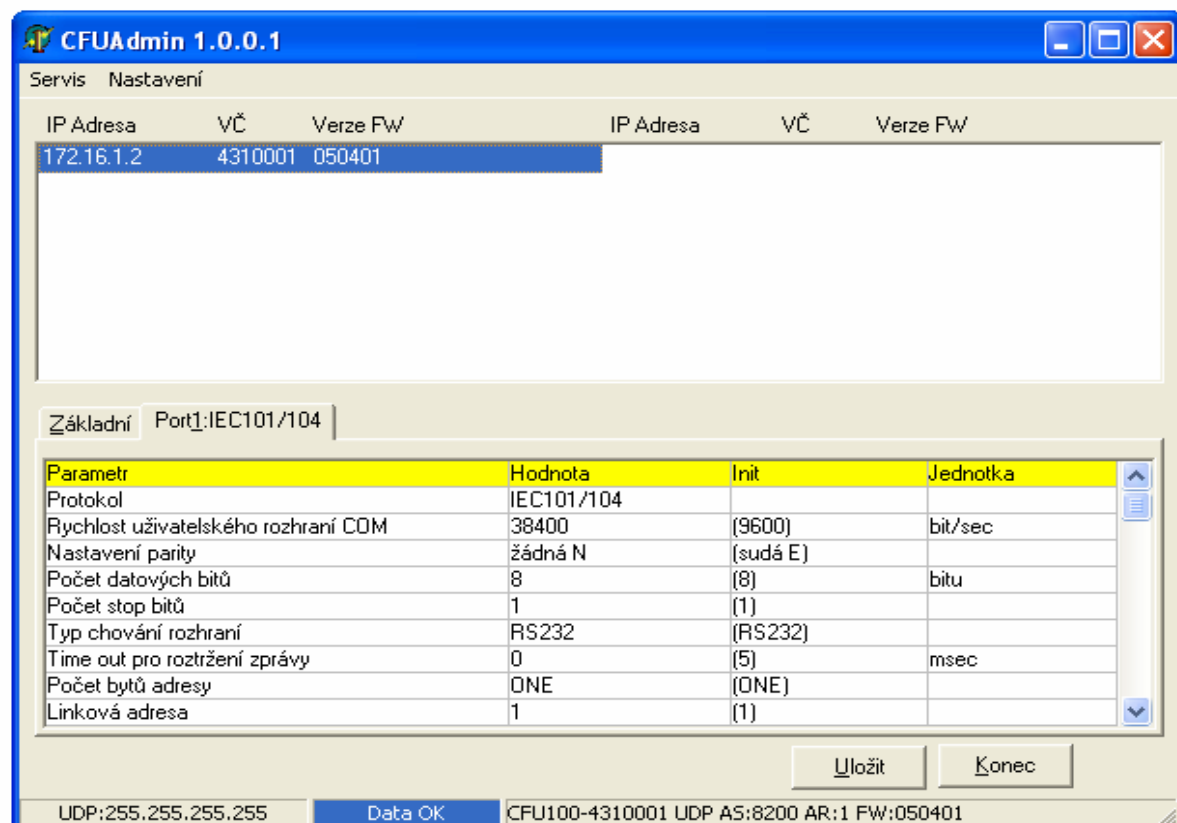 CFUAdmin 1.0.0.1
Servis Nastavení
IP Adresa VČ Verze FW IP Adresa VČ Verze FW
172.16.1.2 4310001 050401
Základní Port1:IEC101/104
Parametr Hodnota Init Jednotka
Protokol IEC101/104
Rychlost uživatelského rozhraní COM 38400 (9600) bit/sec
Nastavení parity žádná N (sudá E)
Počet datových bitů 8 (8) bitu
Počet stop bitů 1 (1)
Typ chování rozhraní RS232 (RS232)
Time out pro roztržení zprávy 0 (5) msec
Počet bytů adresy ONE (ONE)
Linková adresa 1 (1)
Uložit Konec
UDP:255.255.255.255 Data OK CFU100-4310001 UDP AS:8200 AR:1 FW:050401